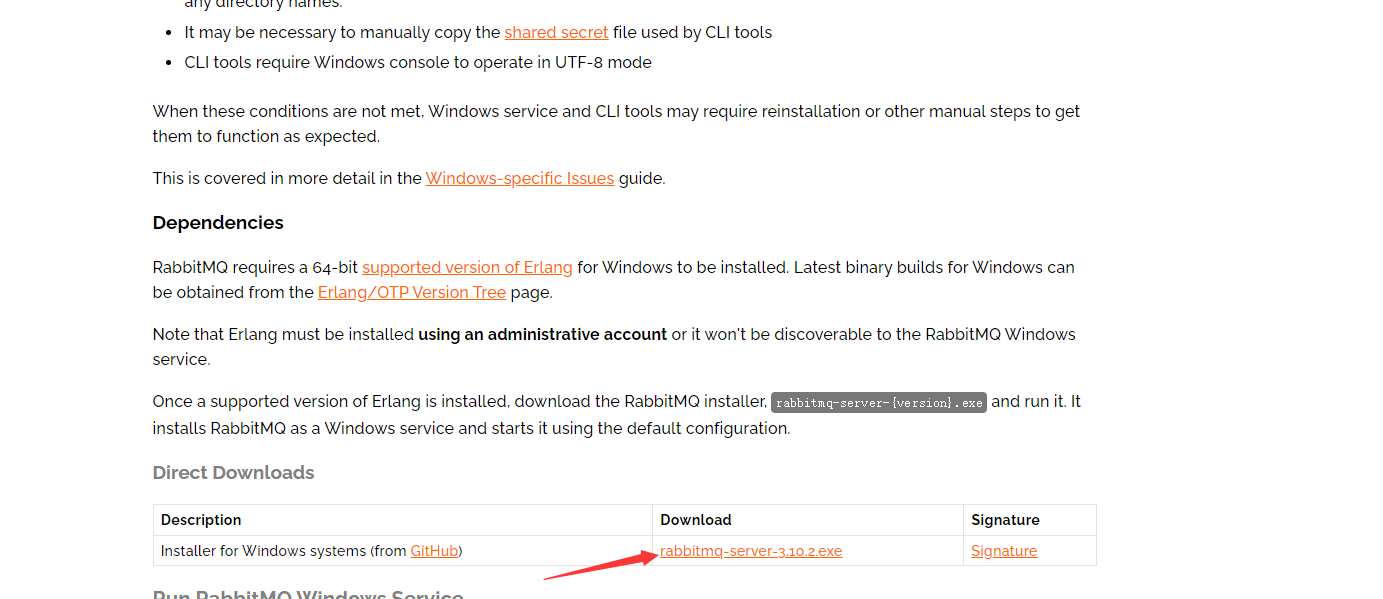 any directory names.
It may be necessary to manually copy the shared secret file used by CLI tools
CLI tools require Windows console to operate in UTF-8 mode
When these conditions are not met, Windows service and CLI tools may require reinstallation or other manual steps to get
them to function as expected.
This is covered in more detail in the Windows-specific Issues guide.
Dependencies
RabbitMQ requires a 64-bit supported version of Erlang for Windows to be installed. Latest binary builds for Windows can
be obtained from the Erlang/OTP Version Tree page.
Note that Erlang must be installed using an administrative account or it won't be discoverable to the RabbitMQ Windows
service.
Once a supported version of Erlang is installed, download the RabbitMQ installer, rabbitmq-server-{version}.exe and run it. It
installs RabbitMQ as a Windows service and starts it using the default configuration.
Direct Downloads
Description Download Signature
Installer for Windows systems (from GitHub) rabbitmq-server-3.10.2.exe Signature
Run RabbitMQ Windows Service